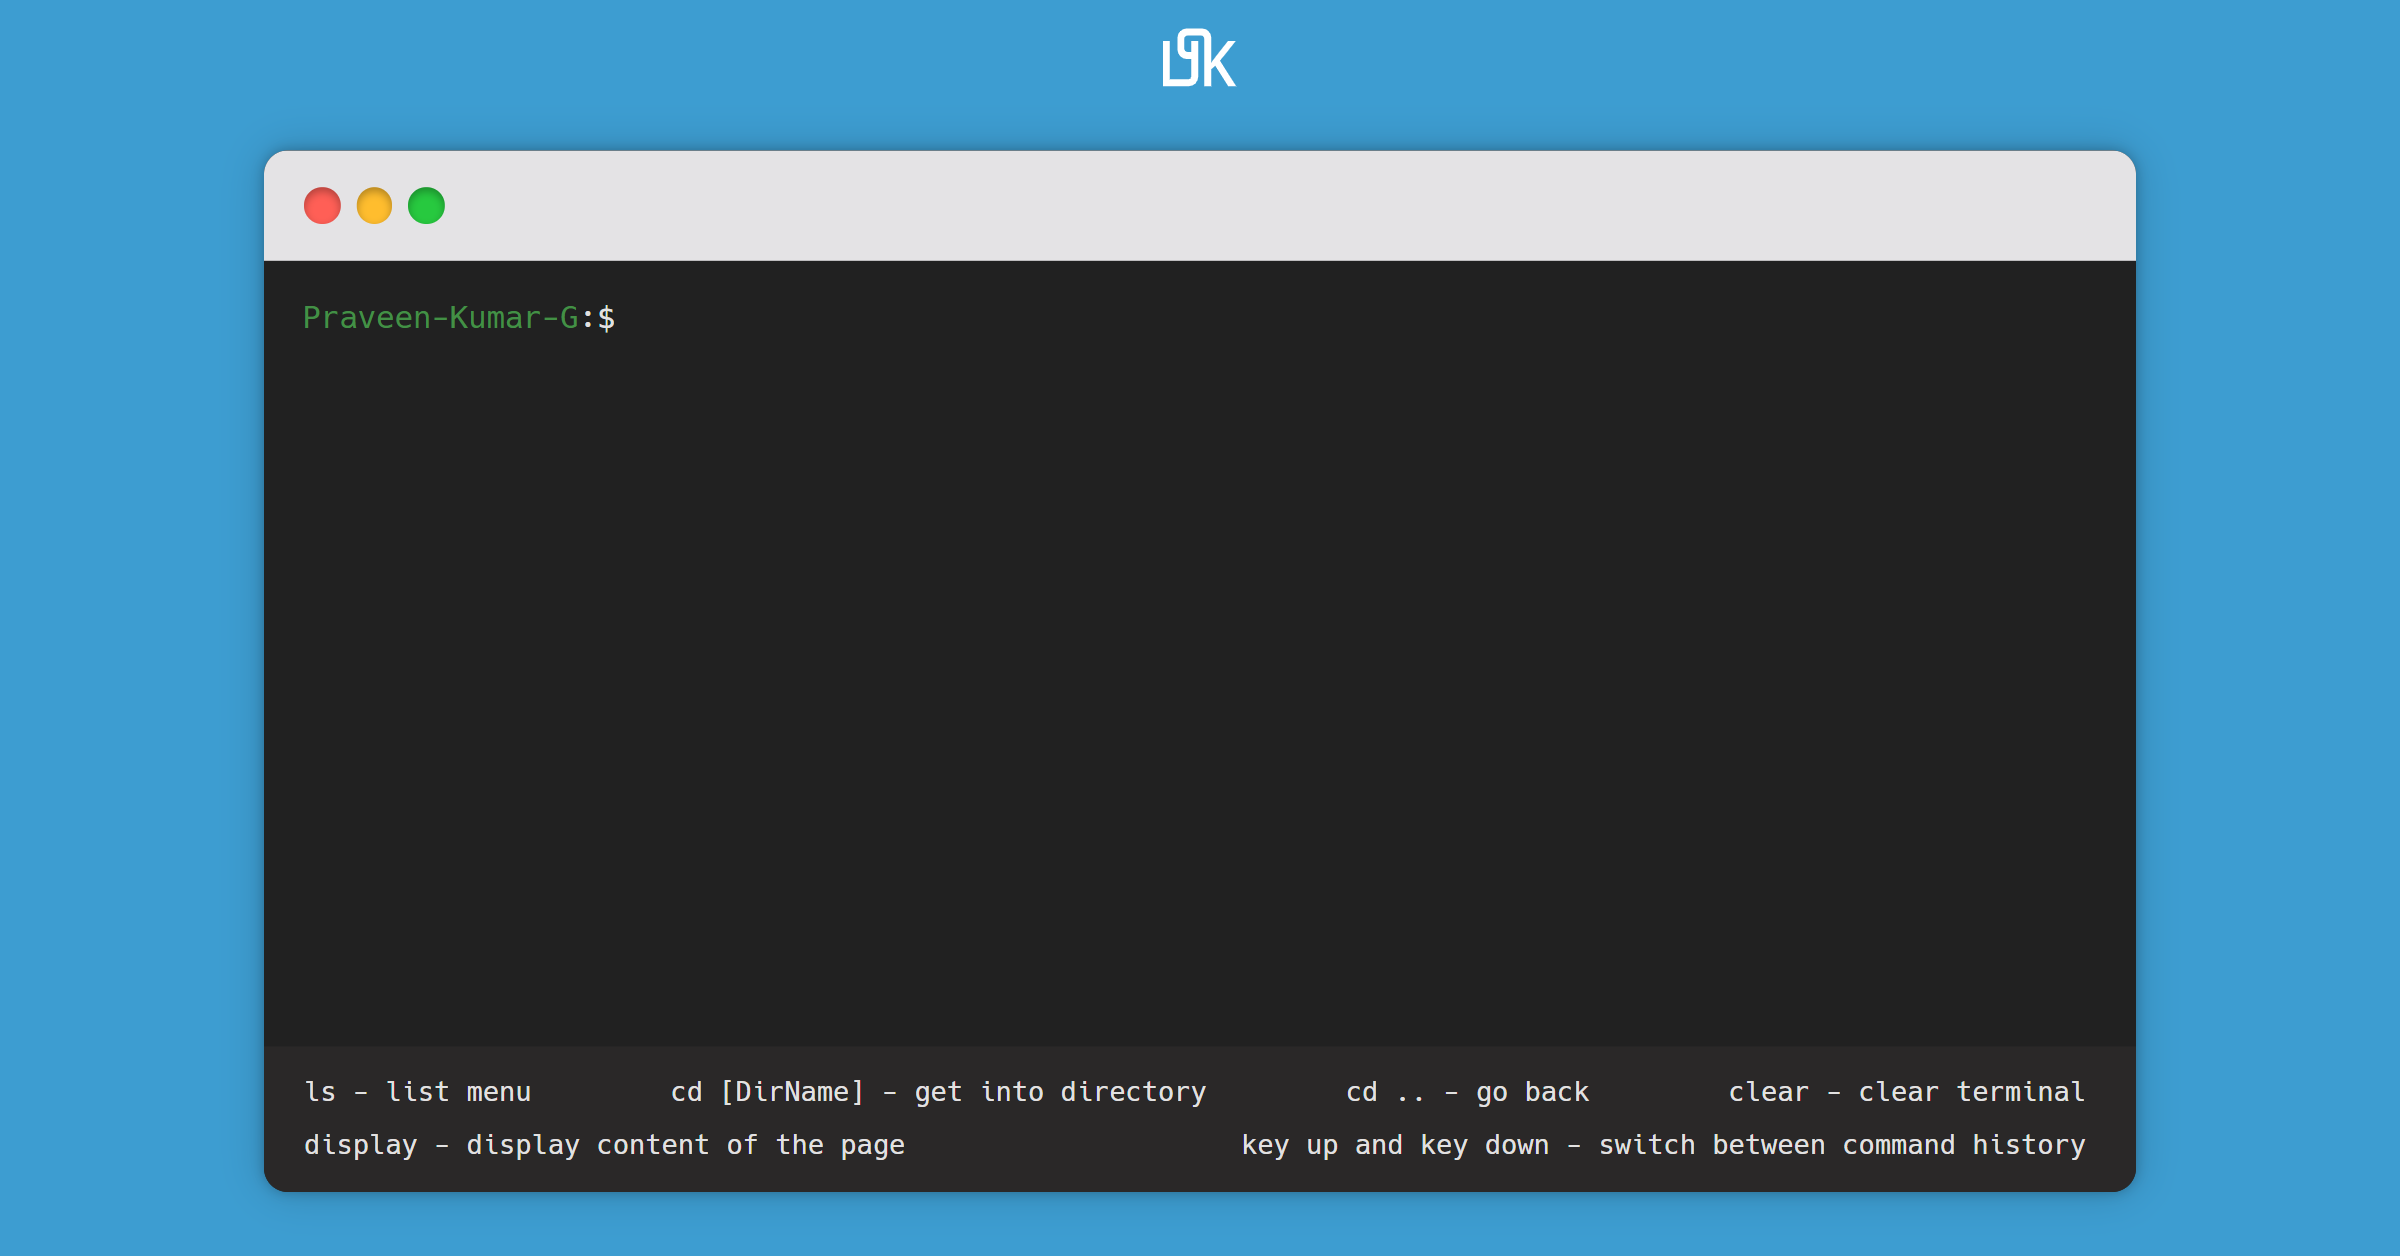 Praveen-Kumar-G:$
ls - list menu cd [DirName] - get into directory cd .. - go back clear - clear terminal
display - display content of the page key up and key down - switch between command history